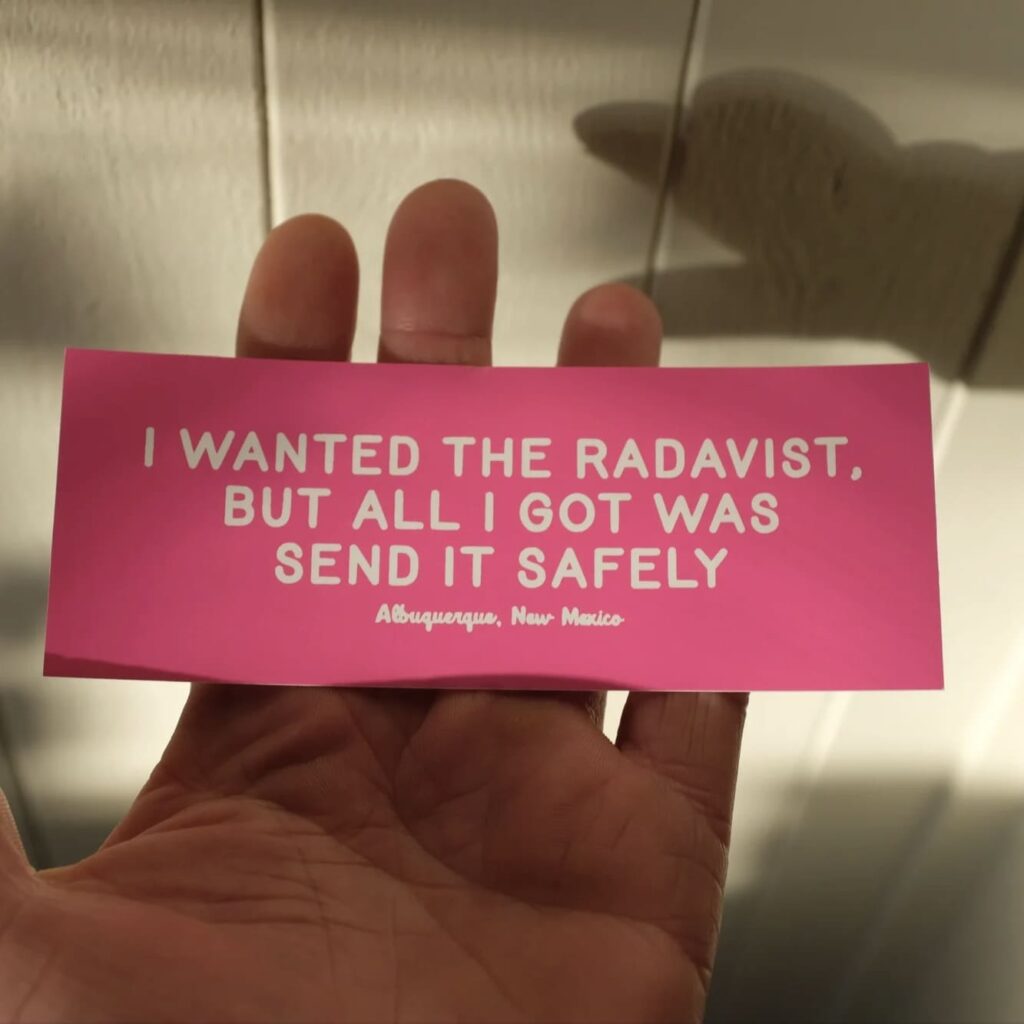 I WANTED THE RADAVIST,
BUT ALL I GOT WAS
SEND IT SAFELY
Albuquerque, New Mexico